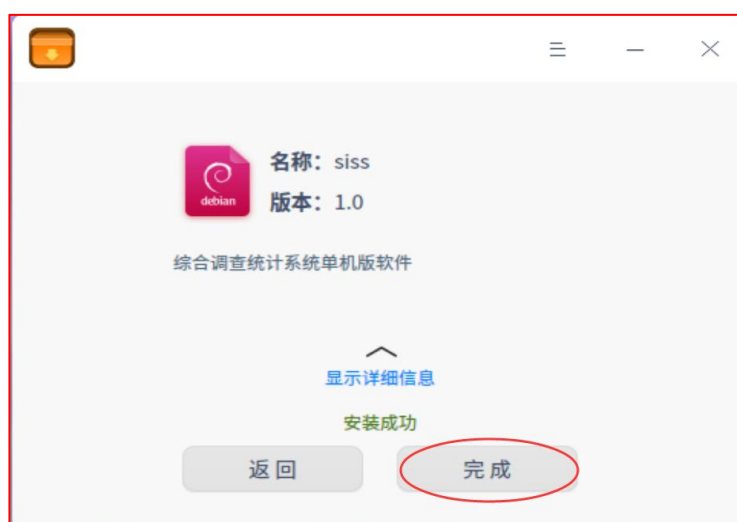 debian
名称：siss
版本：1.0
综合调查统计系统单机版软件
显示详细信息
安装成功
返回
完成